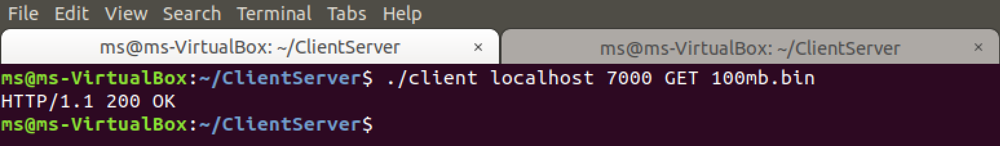 File Edit View Search Terminal Tabs Help
ms@ms-VirtualBox: ~/ClientServer × ms@ms-VirtualBox: ~/ClientServer ×
ms@ms-VirtualBox:~/ClientServer$ ./client localhost 7000 GET 100mb.bin
HTTP/1.1 200 OK
ms@ms-VirtualBox:~/ClientServer$